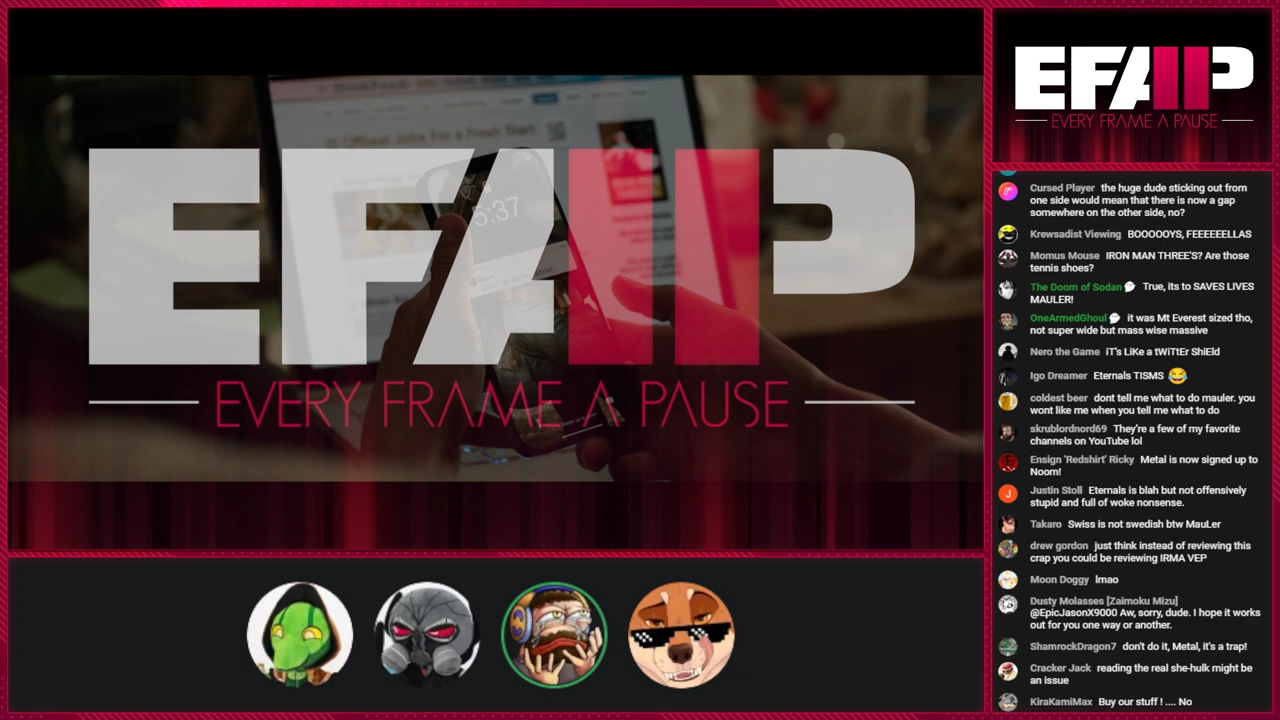 10 Offbeat Jobs For a Fresh Start
5:37
EFAP
EVERY FRAME A PAUSE
EFAP
EVERY FRAME A PAUSE
Cursed Player the huge dude sticking out from
one side would mean that there is now a gap
somewhere on the other side, no?
Krewsadist Viewing BOOOOOYS, FEEEEEELLAS
Momus Mouse IRON MAN THREE'S? Are those
tennis shoes?
The Doom of Sodan True, its to SAVES LIVES
MAULER!
OneArmedGhoul it was Mt Everest sized tho,
not super wide but mass wise massive
Nero the Game iT's LiKe a tWiTtEr ShiEld
Igo Dreamer Eternals TISMS 😂
coldest beer dont tell me what to do mauler. you
wont like me when you tell me what to do
skrublordnord69 They're a few of my favorite
channels on YouTube lol
Ensign 'Redshirt' Ricky Metal is now signed up to
Noom!
J
Justin Stoll Eternals is blah but not offensively
stupid and full of woke nonsense.
Takaro Swiss is not swedish btw MauLer
drew gordon just think instead of reviewing this
crap you could be reviewing IRMA VEP
Moon Doggy lmao
Dusty Molasses [Zaimoku Mizu]
@EpicJasonX9000 Aw, sorry, dude. I hope it works
out for you one way or another.
ShamrockDragon7 don't do it, Metal, it's a trap!
Cracker Jack reading the real she-hulk might be
an issue
KiraKamiMax Buy our stuff ! .... No